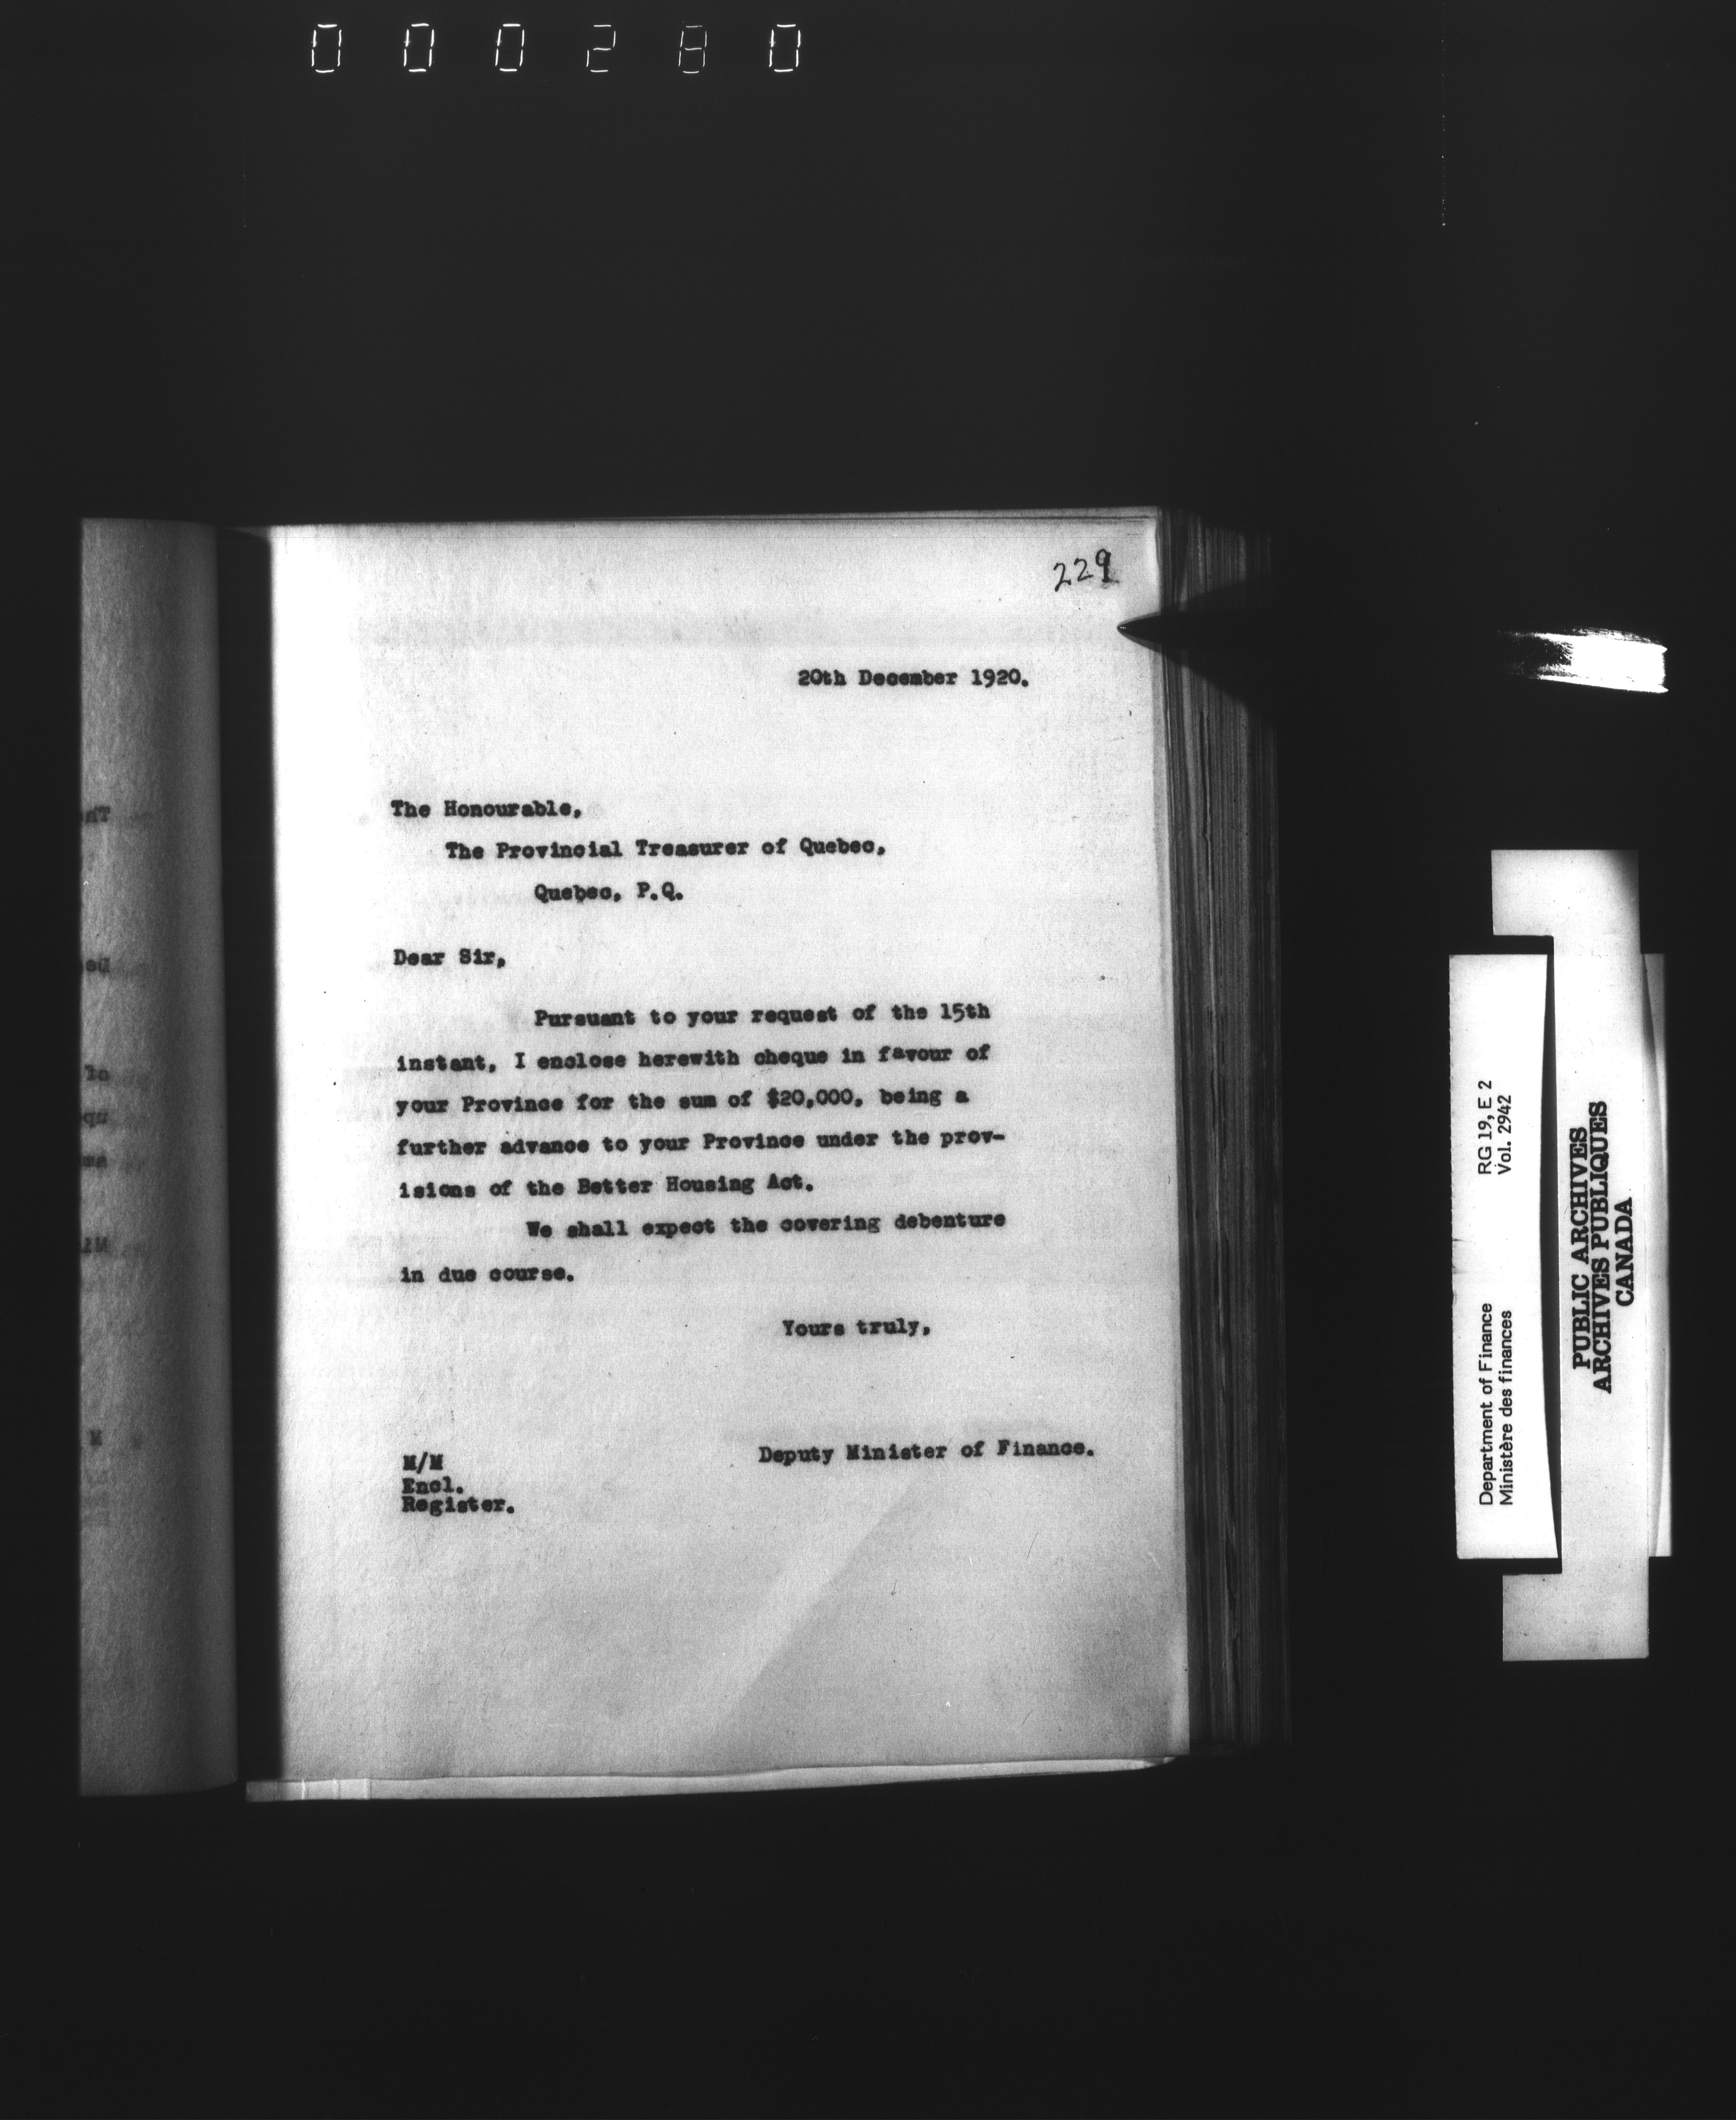 000280
229
20th December 1920.
The Honourable,
The Provincial Treasurer of Quebec,
Quebec, P.Q.
Dear Sir,
Pursuant to your request of the 15th
instant, I enclose herewith cheque in favour of
your Province for the sum of $20,000, being a
further advance to your Province under the prov-
isions of the Better Housing Act.
We shall expect the covering debenture
in due course.
Yours truly,
Deputy Minister of Finance.
M/M
Encl.
Register.
Department of Finance RG 19, E 2
Ministère des finances Vol. 2942
PUBLIC ARCHIVES
ARCHIVES PUBLIQUES
CANADA